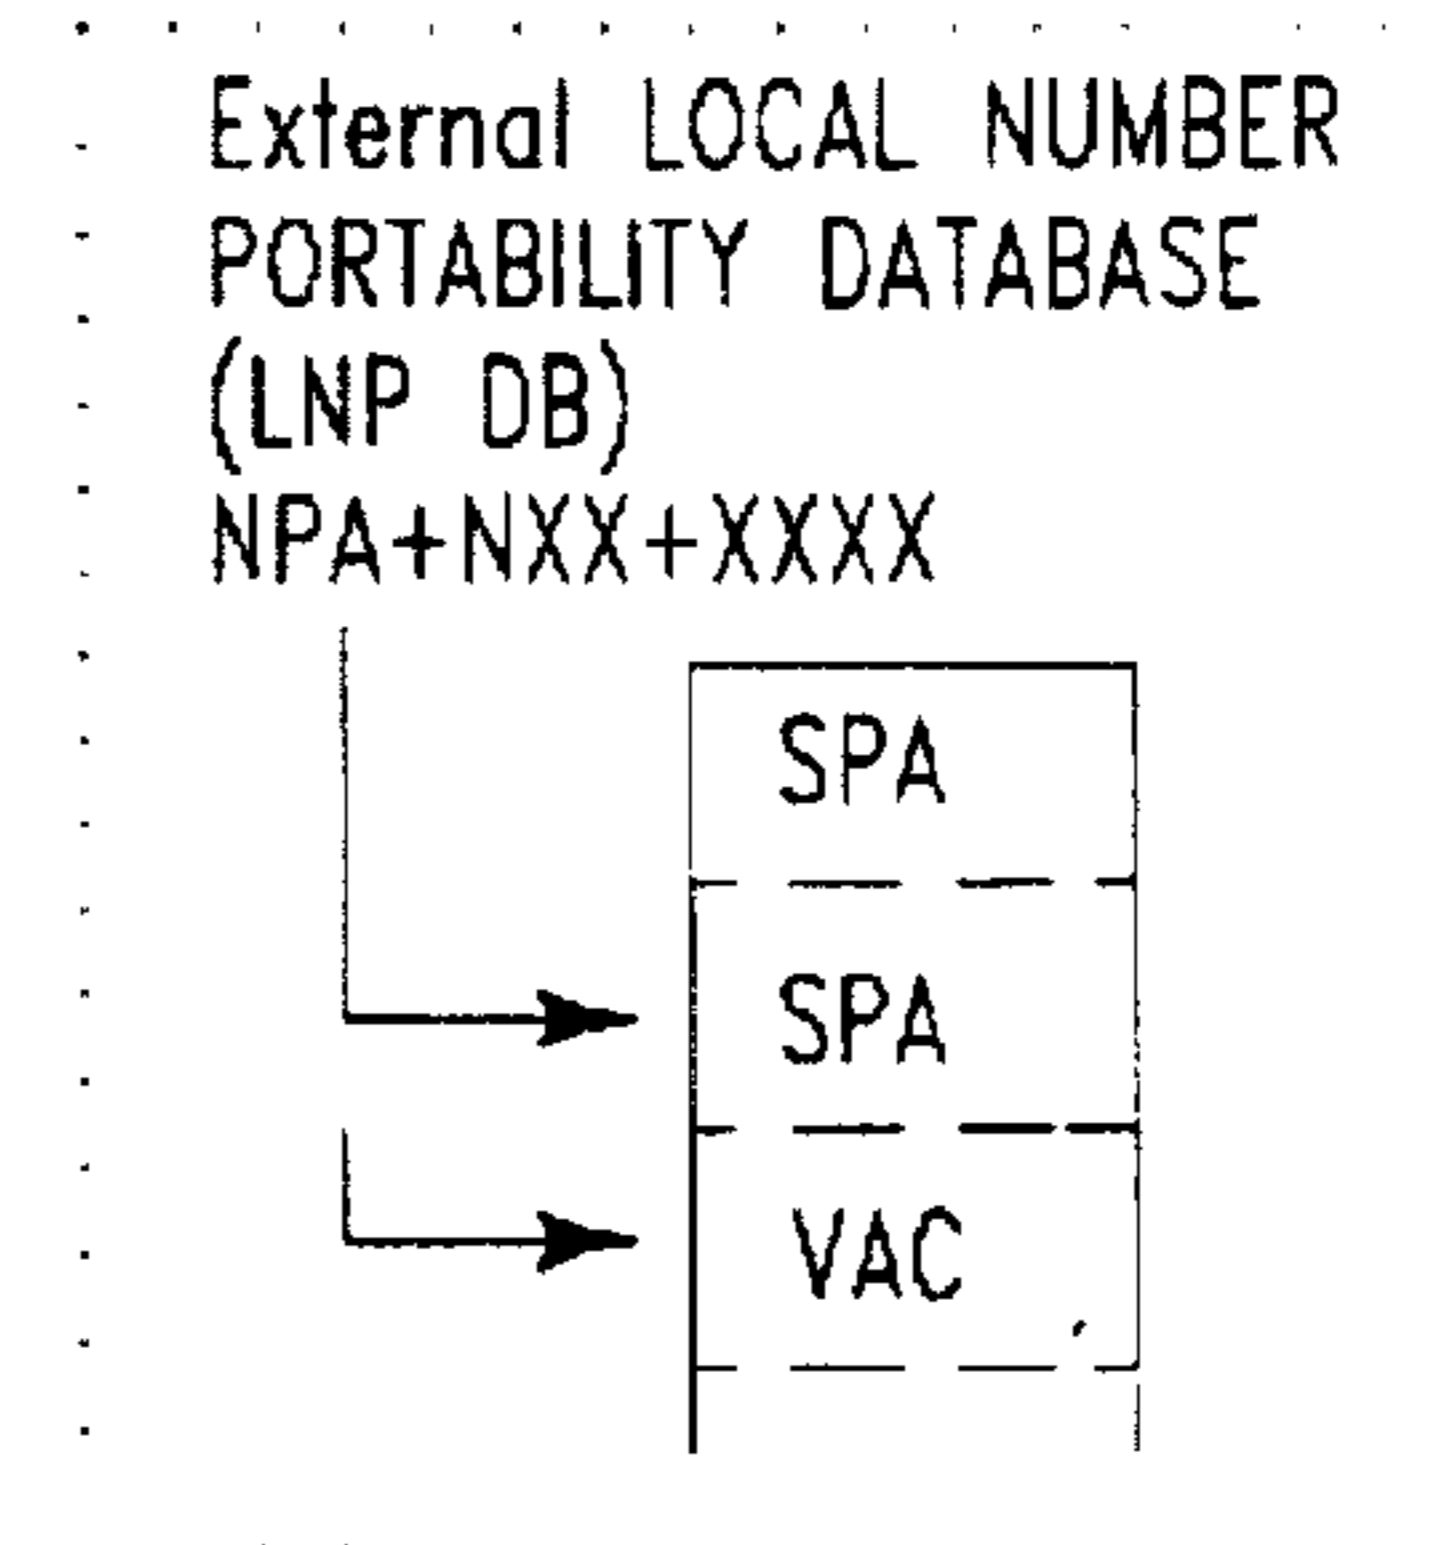 External LOCAL NUMBER
PORTABILITY DATABASE
(LNP DB)
NPA+NXX+XXXX
SPA
SPA
VAC